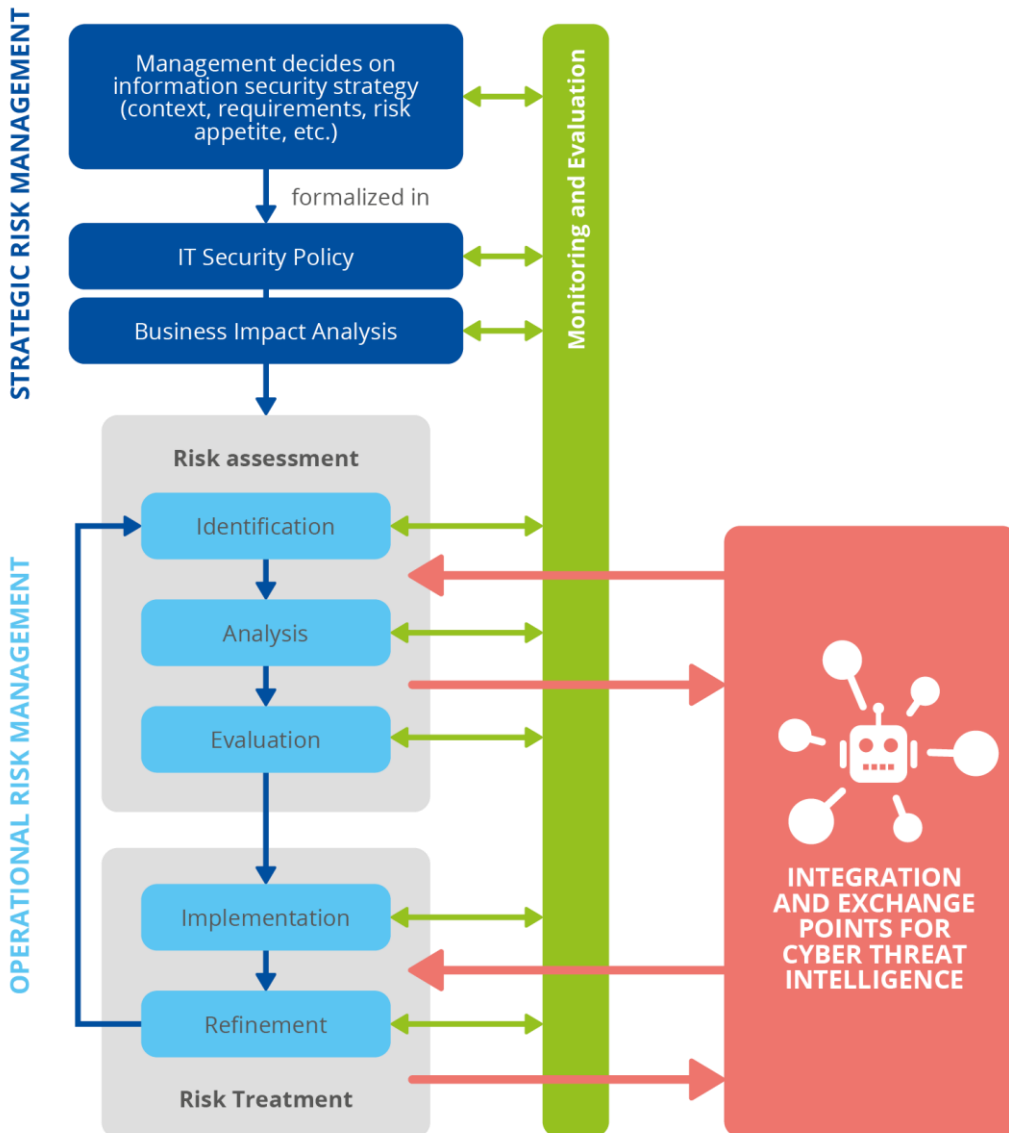 STRATEGIC RISK MANAGEMENT
Management decides on
information security strategy
(context, requirements, risk
appetite, etc.)
formalized in
IT Security Policy
Business Impact Analysis
Monitoring and Evaluation
OPERATIONAL RISK MANAGEMENT
Risk assessment
Identification
Analysis
Evaluation
Implementation
Refinement
Risk Treatment
INTEGRATION
AND EXCHANGE
POINTS FOR
CYBER THREAT
INTELLIGENCE